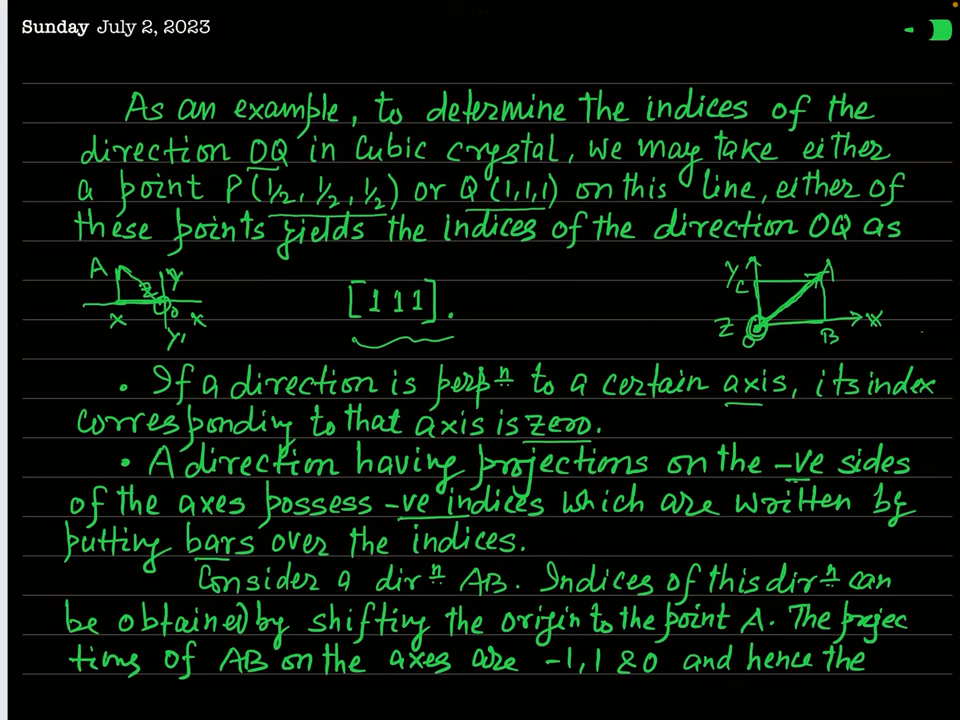 Sunday July 2, 2023
As an example, to determine the indices of the
direction OQ in Cubic crystal, we may take either
a point P(1/2, 1/2, 1/2) or Q (1,1,1) on this line, either of
these points yields the indices of the direction OQ as
A Y
Z O
X X
Y'
[1 1 1].
Y A
C
Z X
O B
• If a direction is perpⁿ to a certain axis, its index
corresponding to that axis is zero.
• A direction having projections on the -ve sides
of the axes possess -ve indices which are written by
putting bars over the indices.
Consider a dirⁿ AB. Indices of this dirⁿ can
be obtained by shifting the origin to the point A. The projec
tions of AB on the axes are -1, 1 & 0 and hence the